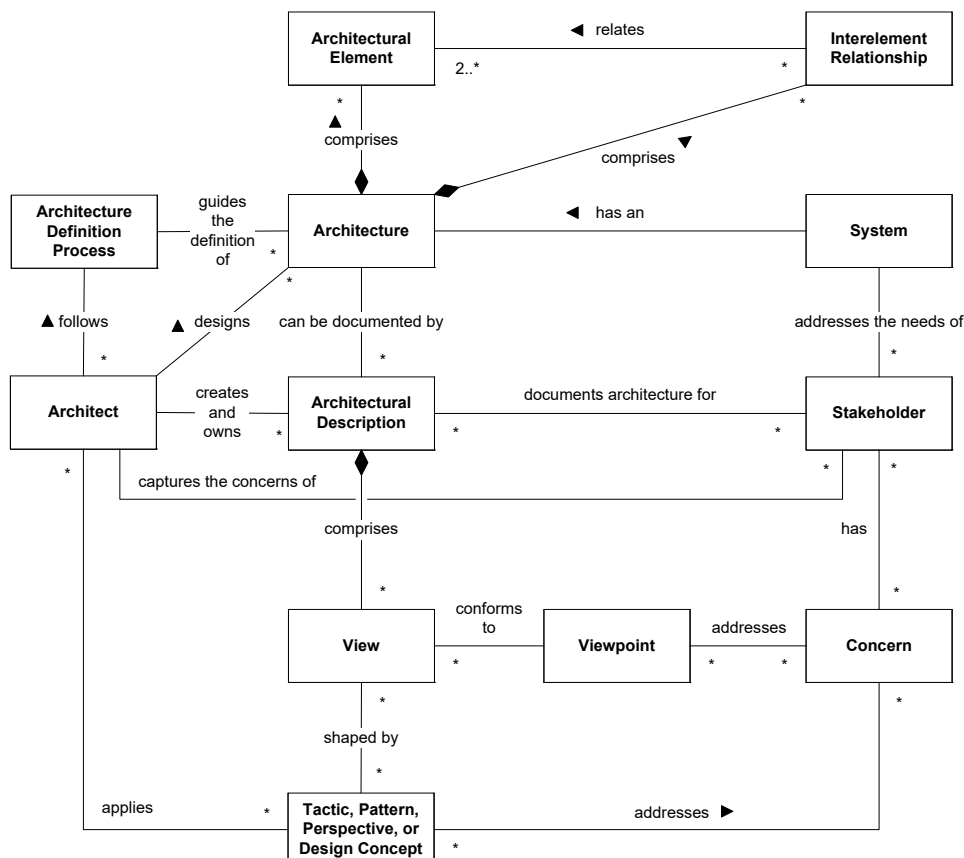 Architectural
Element
◄ relates
Interelement
Relationship
2..*
*
*
*
▲
comprises
comprises ▲
Architecture
Definition
Process
guides
the
definition
of
*
Architecture
◄ has an
System
*
▲ follows
▲ designs
can be documented by
addresses the needs of
*
*
*
Architect
creates
and
owns
*
Architectural
Description
documents architecture for
*
*
Stakeholder
*
*
*
captures the concerns of
comprises
has
*
*
View
conforms
to
*
Viewpoint
addresses
*
*
Concern
*
*
shaped by
*
applies
*
Tactic, Pattern,
Perspective, or
Design Concept
addresses ►
*